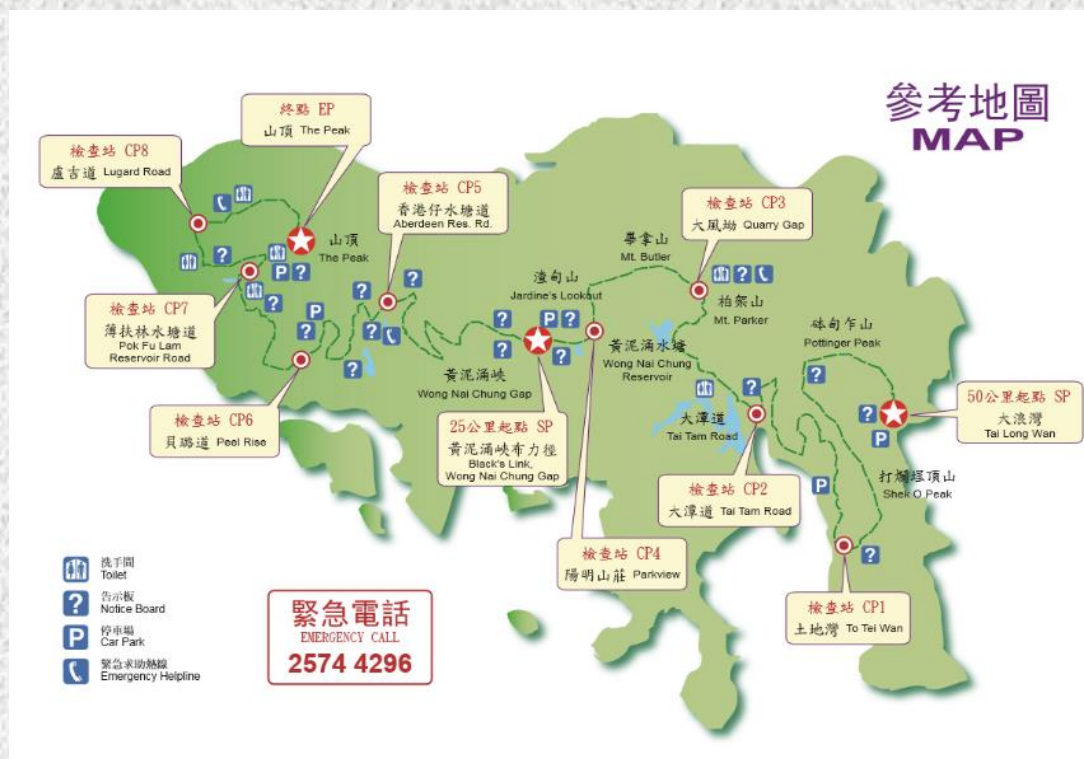 參考地圖
MAP
終點 EP
山頂 The Peak
檢查站 CP8
盧吉道 Lugard Road
檢查站 CP5
香港仔水塘道
Aberdeen Res. Rd.
檢查站 CP3
大風坳 Quarry Gap
山頂
The Peak
畢拿山
Mt. Butler
渣甸山
Jardine's Lookout
柏架山
Mt. Parker
檢查站 CP7
薄扶林水塘道
Pok Fu Lam
Reservoir Road
砵甸乍山
Pottinger Peak
黃泥涌水塘
Wong Nai Chung
Reservoir
黃泥涌峽
Wong Nai Chung Gap
檢查站 CP6
貝璐道 Peel Rise
25公里起點 SP
黃泥涌峽布力徑
Black's Link,
Wong Nai Chung Gap
大潭道
Tai Tam Road
50公里起點 SP
大浪灣
Tai Long Wan
打爛埕頂山
Shek O Peak
檢查站 CP2
大潭道 Tai Tam Road
檢查站 CP4
陽明山莊 Parkview
檢查站 CP1
土地灣 To Tei Wan
洗手間
Toilet
告示板
Notice Board
P
停車場
Car Park
緊急求助熱線
Emergency Helpline
緊急電話
EMERGENCY CALL
2574 4296